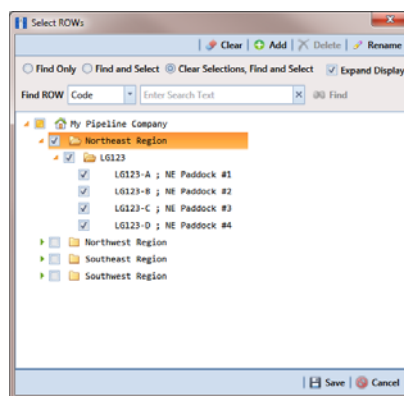 Select ROWs
Clear | Add | Delete | Rename
Find Only Find and Select Clear Selections, Find and Select Expand Display
Find ROW Code Enter Search Text Find
My Pipeline Company
Northeast Region
LG123
LG123-A ; NE Paddock #1
LG123-B ; NE Paddock #2
LG123-C ; NE Paddock #3
LG123-D ; NE Paddock #4
Northwest Region
Southeast Region
Southwest Region
Save | Cancel